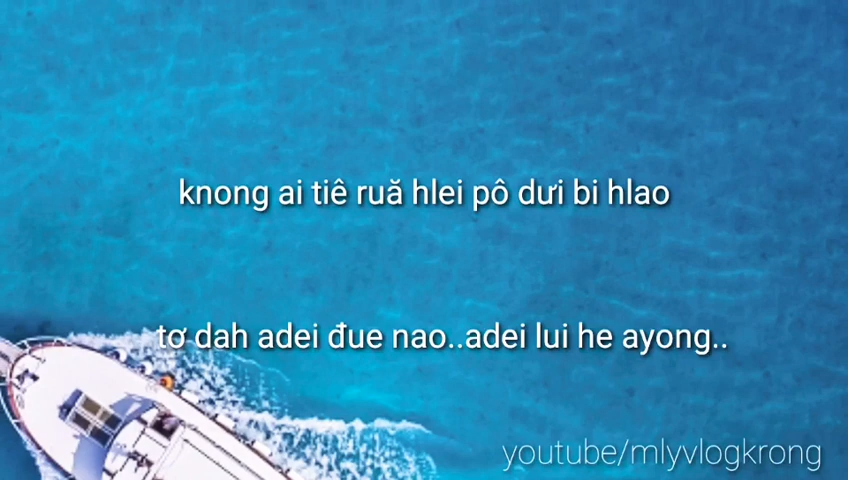 knong ai tiê ruă hlei pô dưi bi hlao
tơ dah adei đue nao..adei lui he ayong..
youtube/mlyvlogkrong